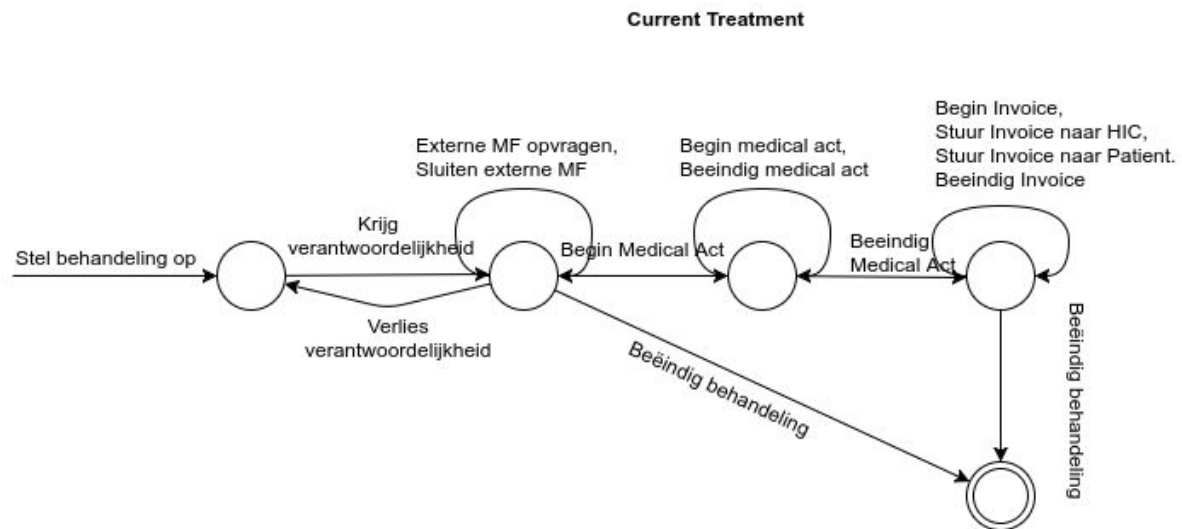 Current Treatment
Begin Invoice,
Stuur Invoice naar HIC,
Stuur Invoice naar Patient.
Beeindig Invoice
Externe MF opvragen,
Sluiten externe MF
Begin medical act,
Beeindig medical act
Krijg
verantwoordelijkheid
Stel behandeling op
Begin Medical Act
Beeindig
Medical Act
Verlies
verantwoordelijkheid
Beëindig behandeling
Beëindig behandeling